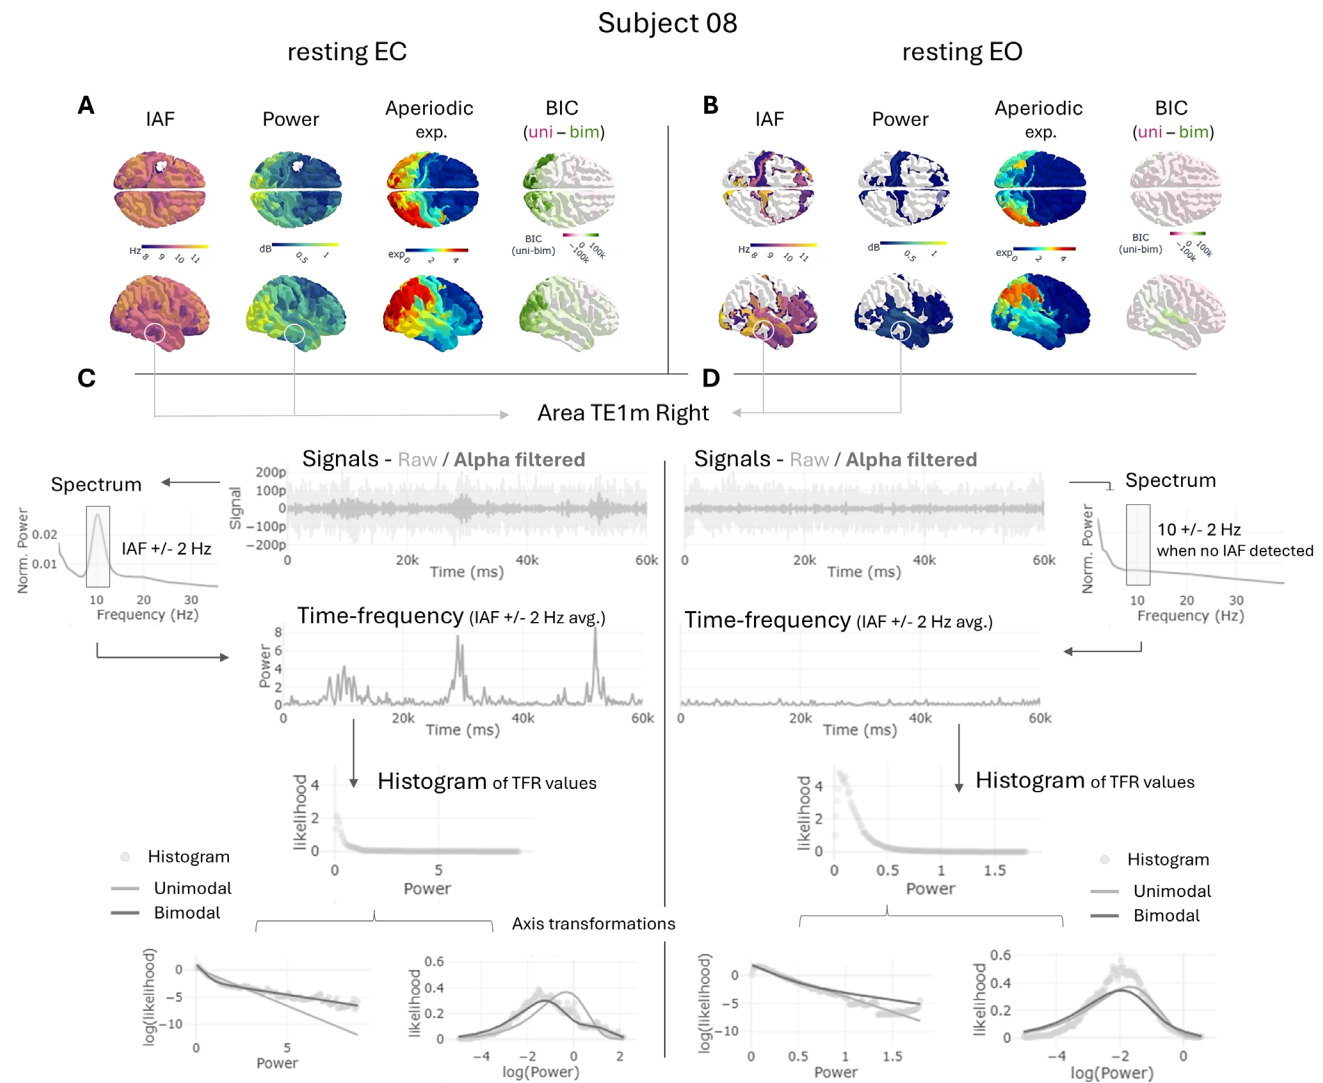 Subject 08
resting EC
resting EO
A
IAF
Power
Aperiodic
exp.
BIC
(uni – bim)
Hz
8 9 10 11
dB
0.5 1
exp
0 2 4
BIC
(uni-bim)
−100k 0 100k
B
IAF
Power
Aperiodic
exp.
BIC
(uni – bim)
Hz
8 9 10 11
dB
0.5 1
exp
0 2 4
BIC
(uni-bim)
−100k 0 100k
C
D
Area TE1m Right
Signals - Raw / Alpha filtered
Signal
200p
100p
0
−100p
−200p
0 20k 40k 60k
Time (ms)
Spectrum
Norm. Power
0.02
0.01
IAF +/- 2 Hz
10 20 30
Frequency (Hz)
Signals - Raw / Alpha filtered
0 20k 40k 60k
Time (ms)
Spectrum
Norm. Power
10 +/- 2 Hz
when no IAF detected
10 20 30
Frequency (Hz)
Time-frequency (IAF +/- 2 Hz avg.)
Power
8
6
4
2
0
0 20k 40k 60k
Time (ms)
Time-frequency (IAF +/- 2 Hz avg.)
0 20k 40k 60k
Time (ms)
Histogram of TFR values
likelihood
4
2
0
0 5
Power
Histogram of TFR values
likelihood
4
2
0
0 0.5 1 1.5
Power
Histogram
Unimodal
Bimodal
Histogram
Unimodal
Bimodal
Axis transformations
log(likelihood)
0
−5
−10
0 5
Power
likelihood
0.6
0.4
0.2
0
−4 −2 0 2
log(Power)
log(likelihood)
0
−5
−10
0 0.5 1 1.5
Power
likelihood
0.6
0.4
0.2
0
−4 −2 0
log(Power)